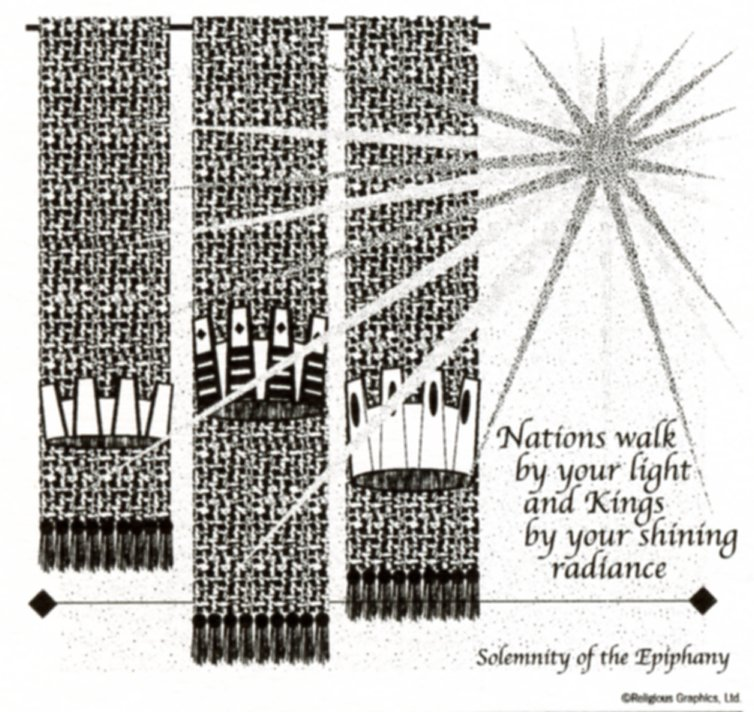 Nations walk
by your light
and Kings
by your shining
radiance
Solemnity of the Epiphany
©Religious Graphics, Ltd.